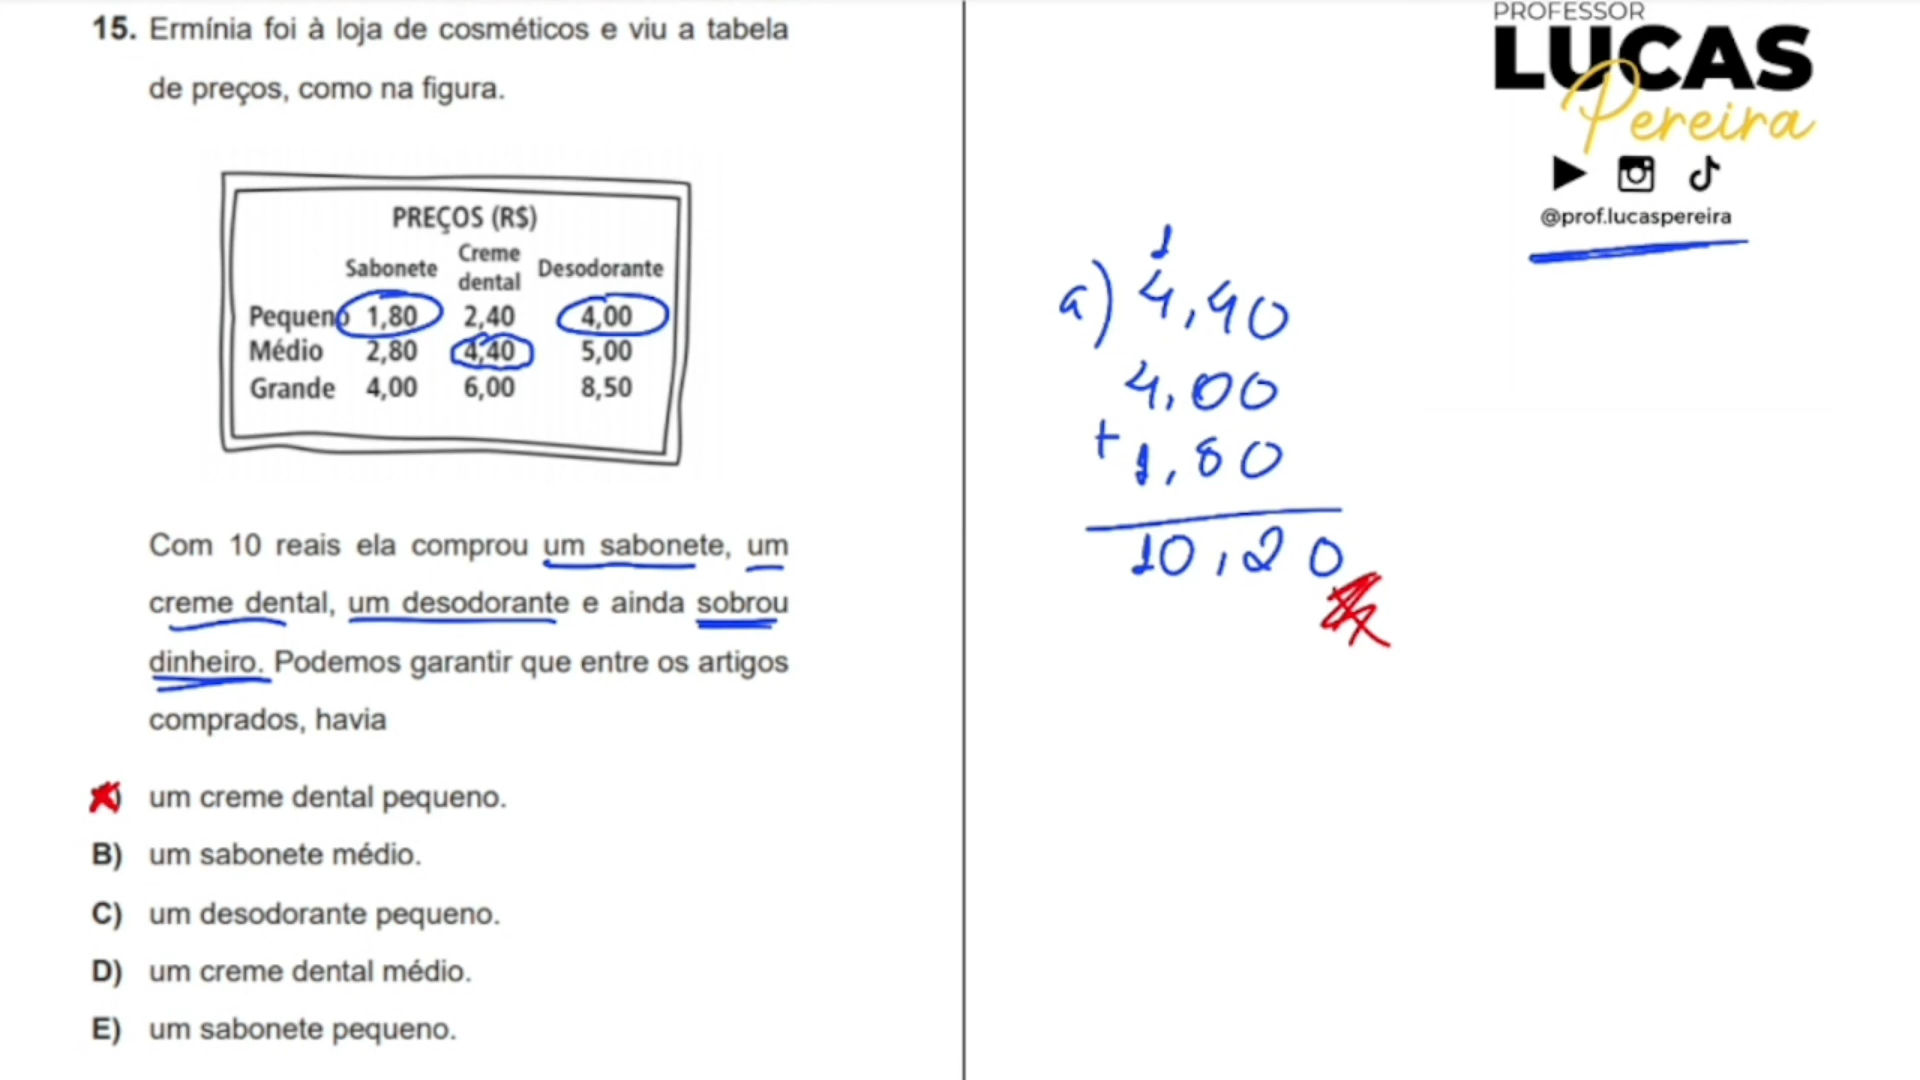 15. Ermínia foi à loja de cosméticos e viu a tabela
de preços, como na figura.
PREÇOS (R$)
Sabonete Creme dental Desodorante
Pequeno 1,80 2,40 4,00
Médio 2,80 4,40 5,00
Grande 4,00 6,00 8,50
Com 10 reais ela comprou um sabonete, um
creme dental, um desodorante e ainda sobrou
dinheiro. Podemos garantir que entre os artigos
comprados, havia
um creme dental pequeno.
B) um sabonete médio.
C) um desodorante pequeno.
D) um creme dental médio.
E) um sabonete pequeno.
PROFESSOR
LUCAS
Pereira
@prof.lucaspereira
1
a) 4,40
4,00
+ 1,80
10,20